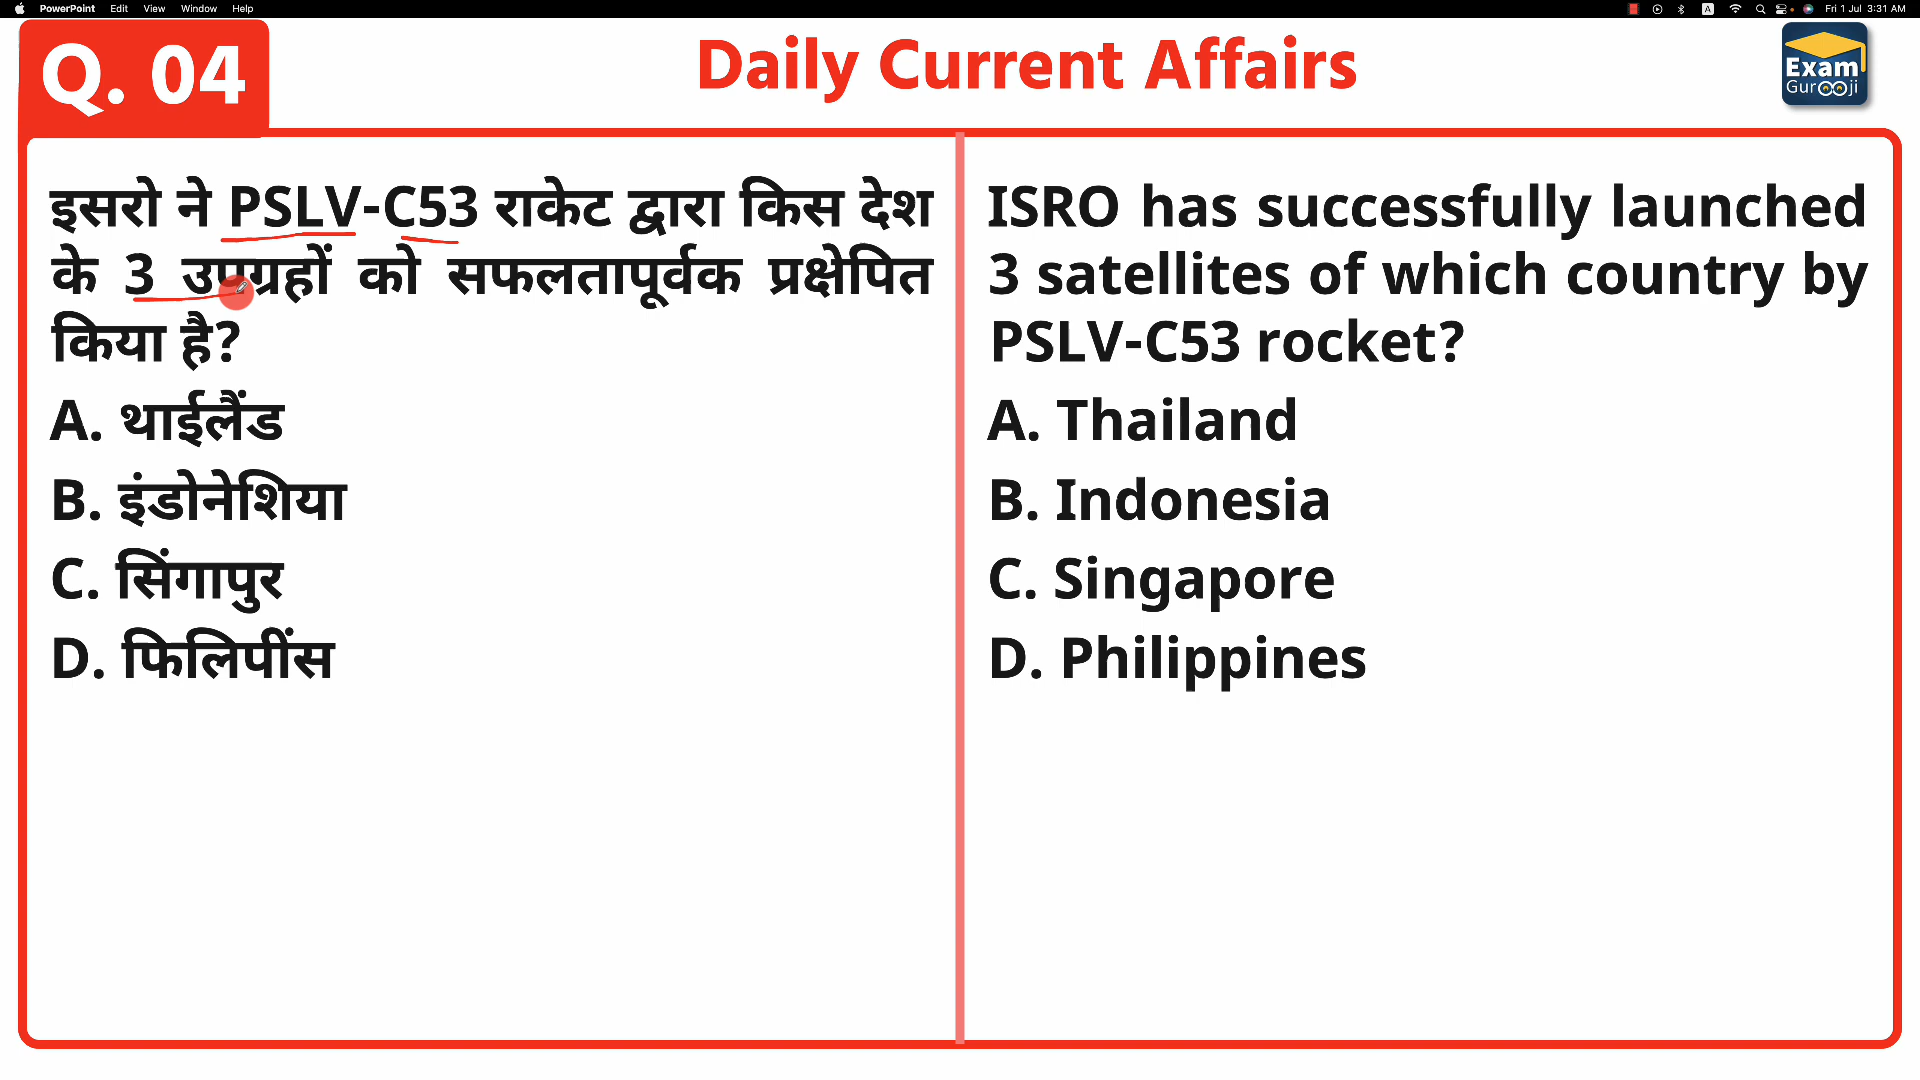 PowerPoint Edit View Window Help
A Fri 1 Jul 3:31 AM
Q. 04
Daily Current Affairs
Exam
Gurooji
इसरो ने PSLV-C53 राकेट द्वारा किस देश
के 3 उपग्रहों को सफलतापूर्वक प्रक्षेपित
किया है?
A. थाईलैंड
B. इंडोनेशिया
C. सिंगापुर
D. फिलिपींस
ISRO has successfully launched
3 satellites of which country by
PSLV-C53 rocket?
A. Thailand
B. Indonesia
C. Singapore
D. Philippines